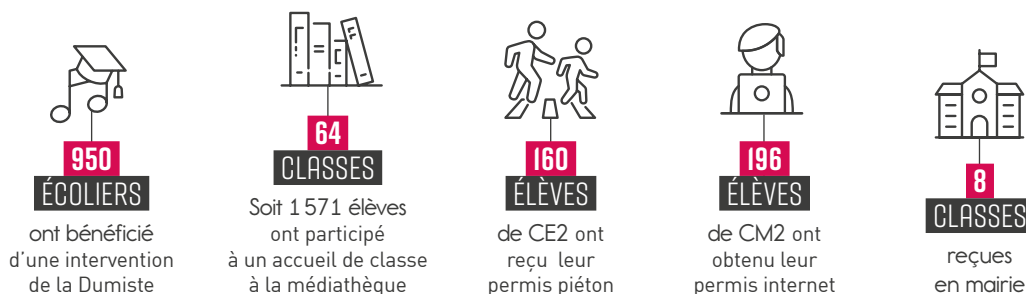 950
ÉCOLIERS
ont bénéficié
d'une intervention
de la Dumiste
64
CLASSES
Soit 1571 élèves
ont participé
à un accueil de classe
à la médiathèque
160
ÉLÈVES
de CE2 ont
reçu leur
permis piéton
196
ÉLÈVES
de CM2 ont
obtenu leur
permis internet
8
CLASSES
reçues
en mairie